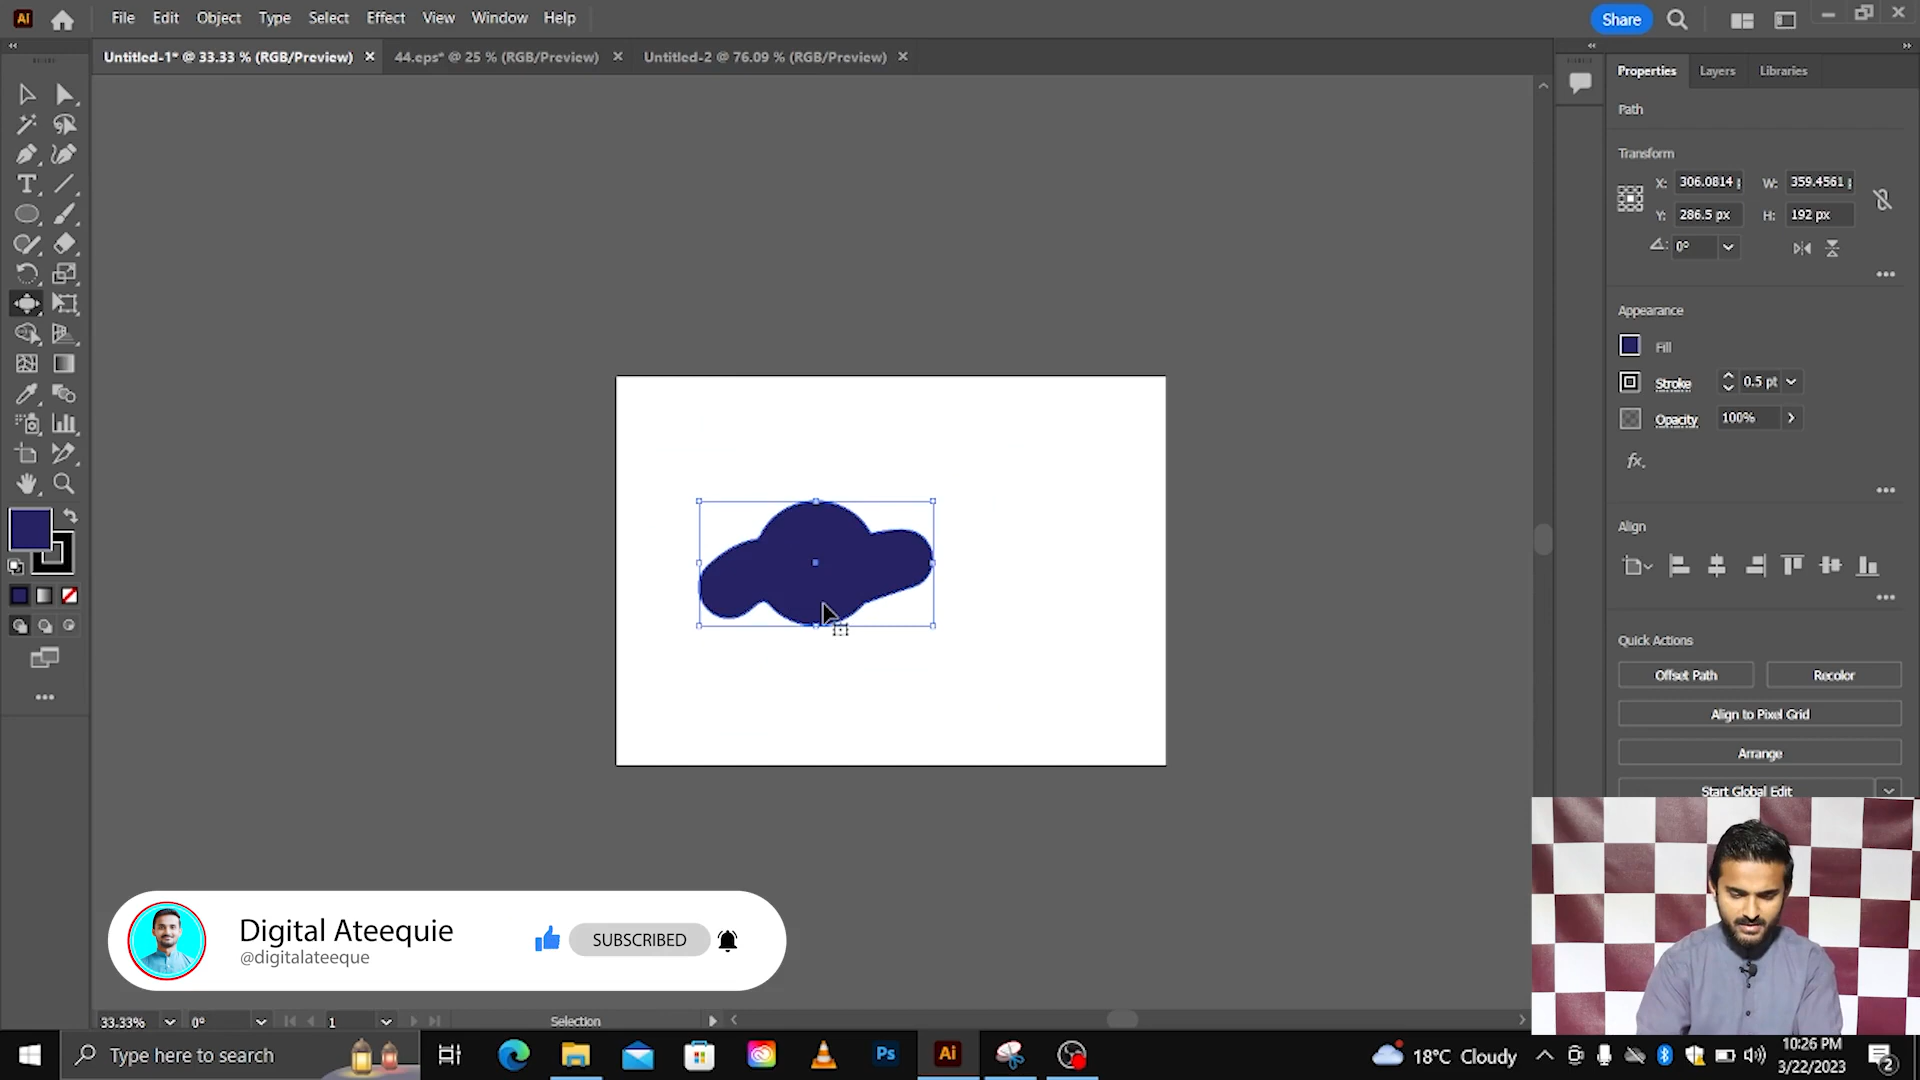 Ai File Edit Object Type Select Effect View Window Help Share
Untitled-1* @ 33.33 % (RGB/Preview) 44.eps* @ 25 % (RGB/Preview) Untitled-2 @ 76.09 % (RGB/Preview)
Properties Layers Libraries
Path
Transform
X: 306.0814 W: 359.4561
Y: 286.5 px H: 192 px
0°
Appearance
Fill
Stroke 0.5 pt
Opacity 100%
fx.
Align
Quick Actions
Offset Path Recolor
Align to Pixel Grid
Arrange
Start Global Edit
Digital Ateequie
@digitalateeque
SUBSCRIBED
33.33% 0° 1 Selection
Type here to search
Ps Ai
18°C Cloudy
10:26 PM
3/22/2023
2